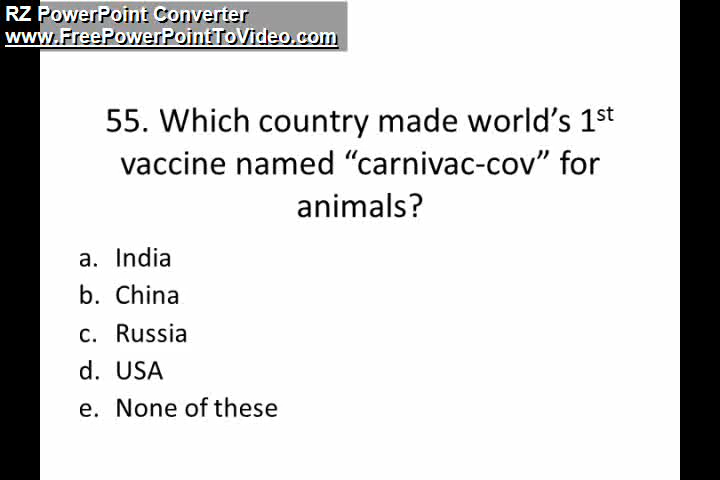 RZ PowerPoint Converter
www.FreePowerPointToVideo.com
55. Which country made world’s 1st
vaccine named “carnivac-cov” for
animals?
a. India
b. China
c. Russia
d. USA
e. None of these